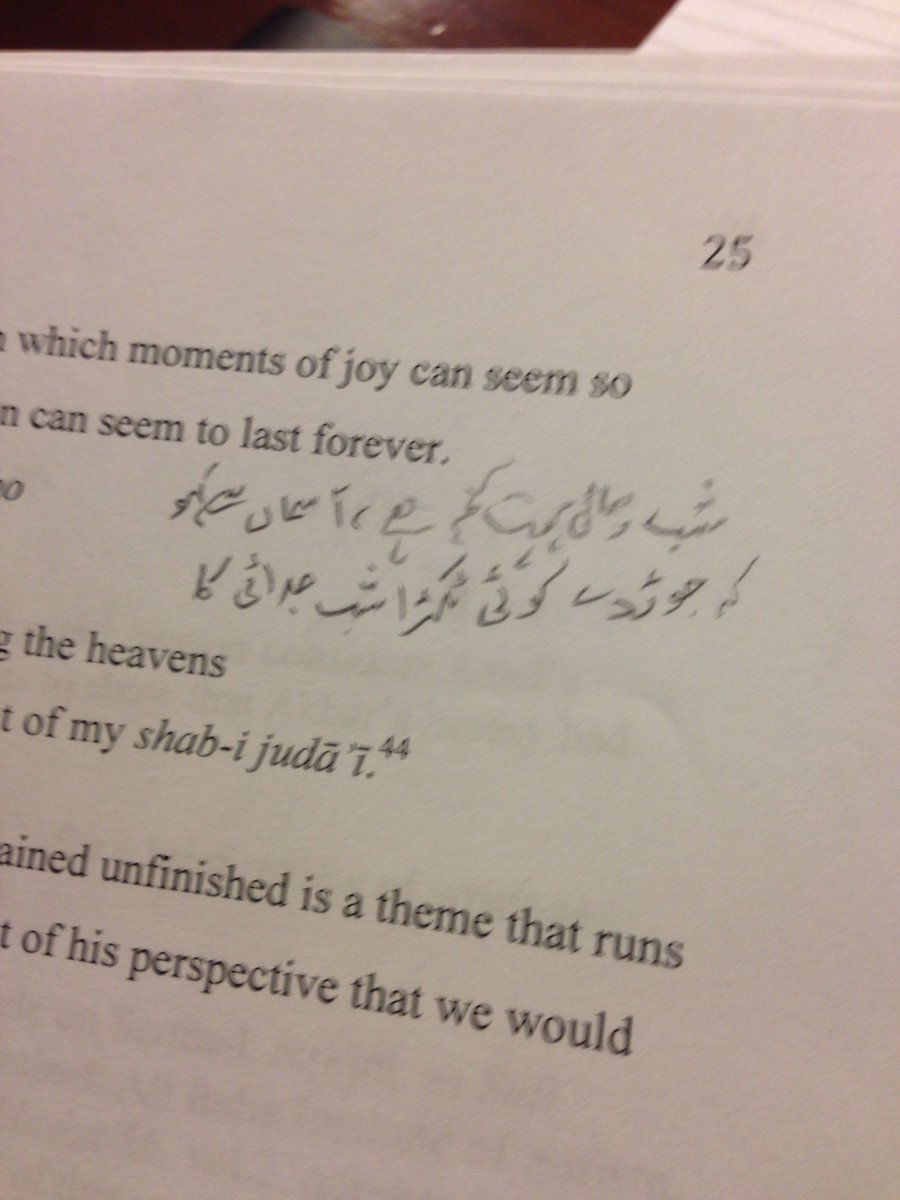 25
which moments of joy can seem so
n can seem to last forever.
شب وصال بہت کم ہے، آسماں سے کہو
کہ جوڑ دے کوئی ٹکڑا شب جدائی کا
g the heavens
t of my shab-i judā’ī.44
ained unfinished is a theme that runs
t of his perspective that we would